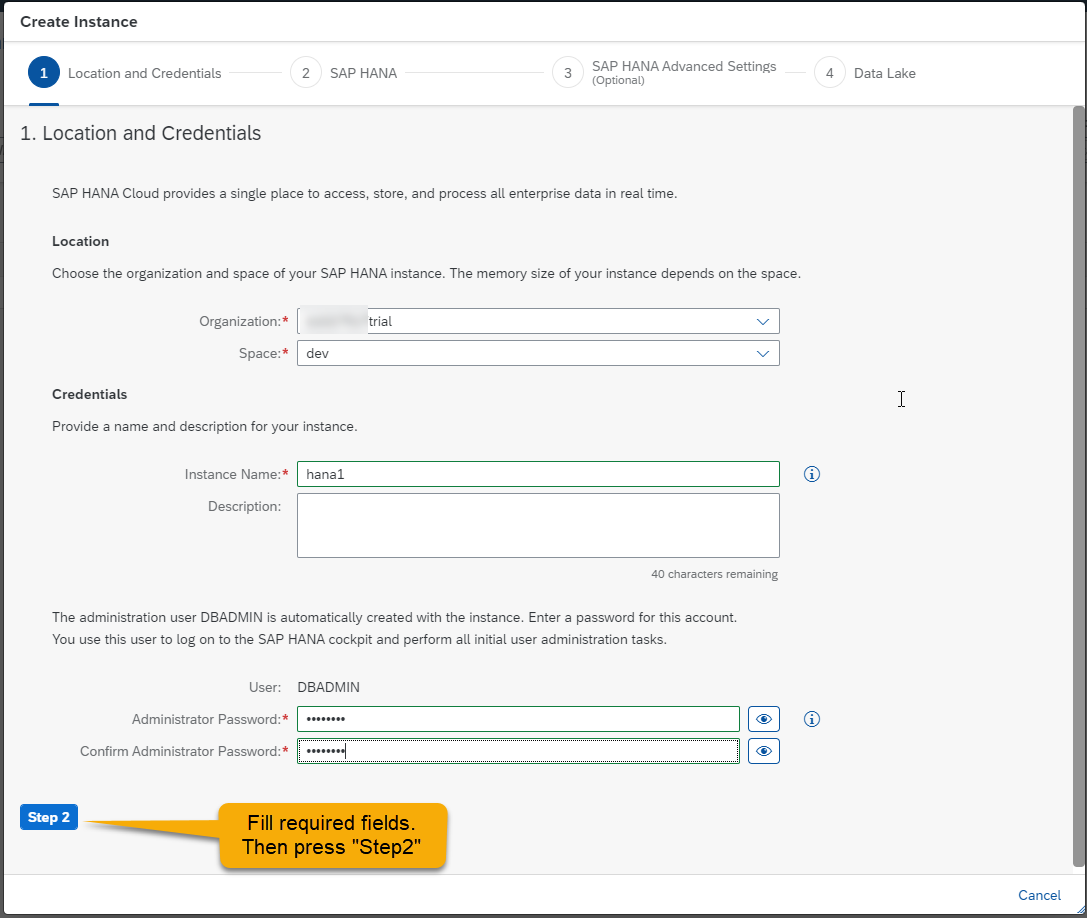 Create Instance
1 Location and Credentials 2 SAP HANA 3 SAP HANA Advanced Settings (Optional) 4 Data Lake
1. Location and Credentials
SAP HANA Cloud provides a single place to access, store, and process all enterprise data in real time.
Location
Choose the organization and space of your SAP HANA instance. The memory size of your instance depends on the space.
Organization:* trial
Space:* dev
Credentials
Provide a name and description for your instance.
Instance Name:* hana1
Description:
40 characters remaining
The administration user DBADMIN is automatically created with the instance. Enter a password for this account.
You use this user to log on to the SAP HANA cockpit and perform all initial user administration tasks.
User: DBADMIN
Administrator Password:* ••••••••
Confirm Administrator Password:* ••••••••
Step 2
Fill required fields.
Then press "Step2"
Cancel